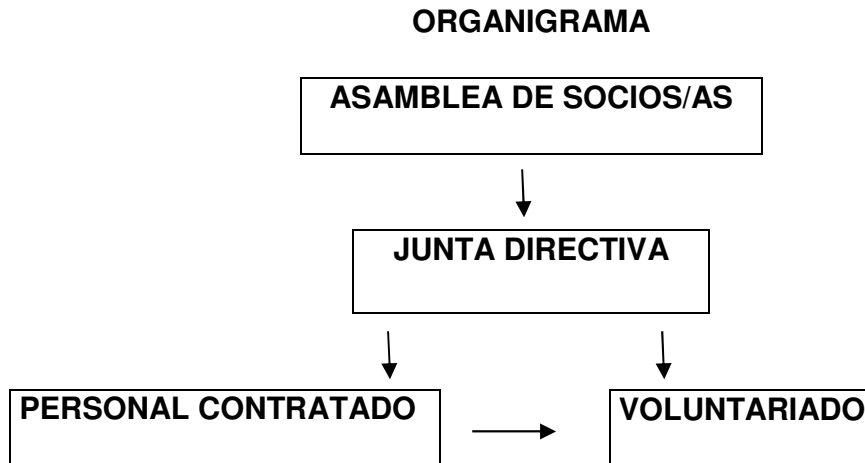 ORGANIGRAMA
ASAMBLEA DE SOCIOS/AS
JUNTA DIRECTIVA
PERSONAL CONTRATADO
VOLUNTARIADO